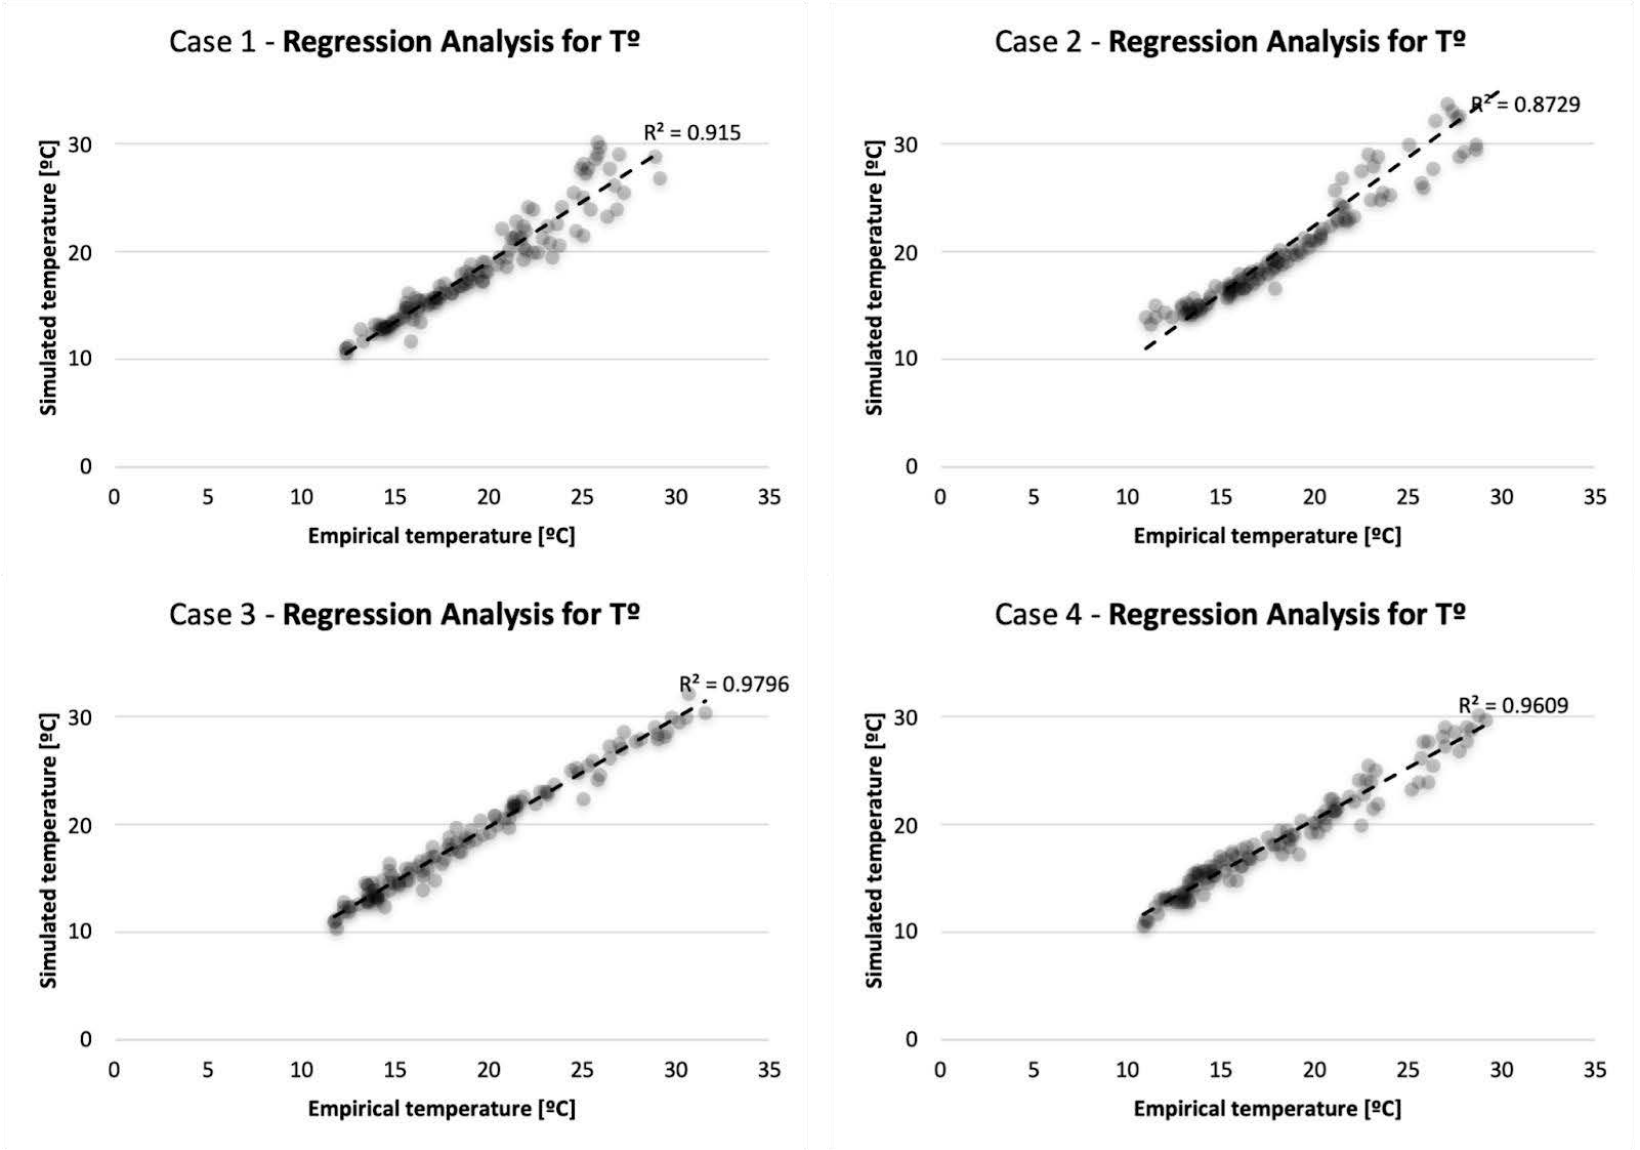 Case 1 - Regression Analysis for Tº
R² = 0.915
Simulated temperature [ºC]
30
20
10
0
0 5 10 15 20 25 30 35
Empirical temperature [ºC]
Case 2 - Regression Analysis for Tº
R² = 0.8729
Simulated temperature [ºC]
30
20
10
0
0 5 10 15 20 25 30 35
Empirical temperature [ºC]
Case 3 - Regression Analysis for Tº
R² = 0.9796
Simulated temperature [ºC]
30
20
10
0
0 5 10 15 20 25 30 35
Empirical temperature [ºC]
Case 4 - Regression Analysis for Tº
R² = 0.9609
Simulated temperature [ºC]
30
20
10
0
0 5 10 15 20 25 30 35
Empirical temperature [ºC]